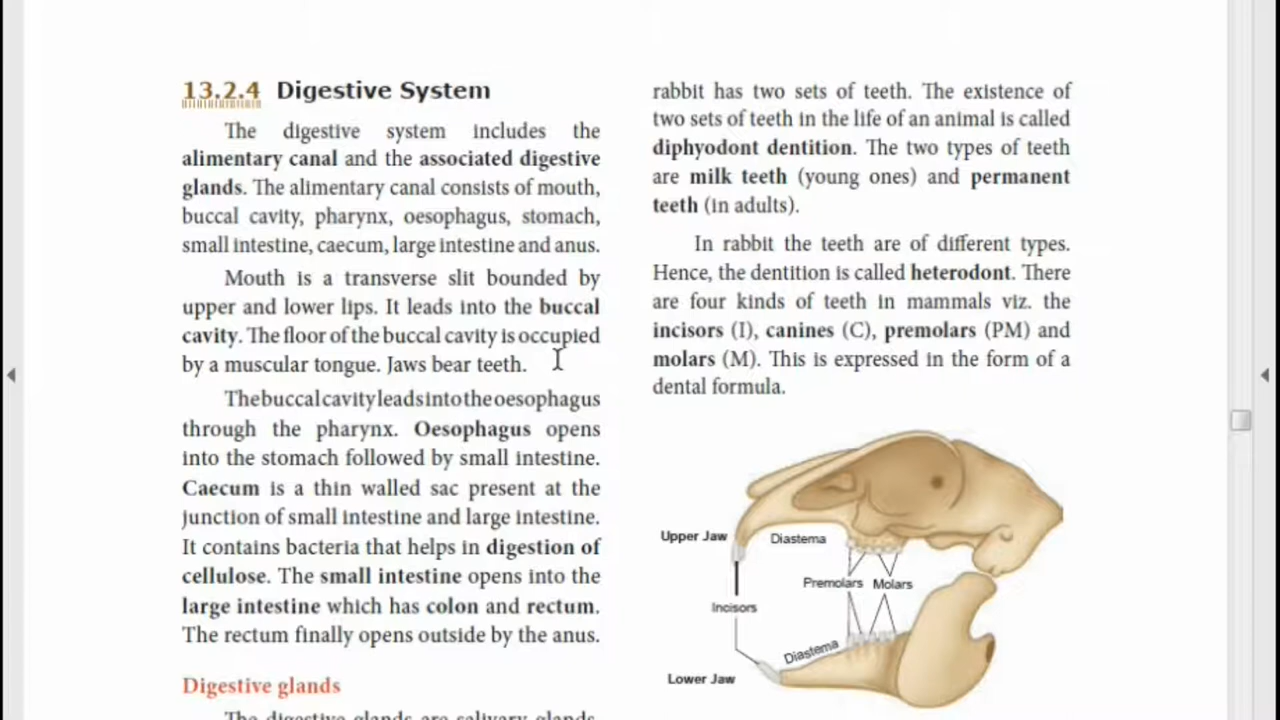 13.2.4 Digestive System
The digestive system includes the
alimentary canal and the associated digestive
glands. The alimentary canal consists of mouth,
buccal cavity, pharynx, oesophagus, stomach,
small intestine, caecum, large intestine and anus.
Mouth is a transverse slit bounded by
upper and lower lips. It leads into the buccal
cavity. The floor of the buccal cavity is occupied
by a muscular tongue. Jaws bear teeth.
The buccal cavity leads into the oesophagus
through the pharynx. Oesophagus opens
into the stomach followed by small intestine.
Caecum is a thin walled sac present at the
junction of small intestine and large intestine.
It contains bacteria that helps in digestion of
cellulose. The small intestine opens into the
large intestine which has colon and rectum.
The rectum finally opens outside by the anus.
Digestive glands
The digestive glands are salivary glands,
rabbit has two sets of teeth. The existence of
two sets of teeth in the life of an animal is called
diphyodont dentition. The two types of teeth
are milk teeth (young ones) and permanent
teeth (in adults).
In rabbit the teeth are of different types.
Hence, the dentition is called heterodont. There
are four kinds of teeth in mammals viz. the
incisors (I), canines (C), premolars (PM) and
molars (M). This is expressed in the form of a
dental formula.
Upper Jaw
Diastema
Premolars Molars
Incisors
Diastema
Lower Jaw